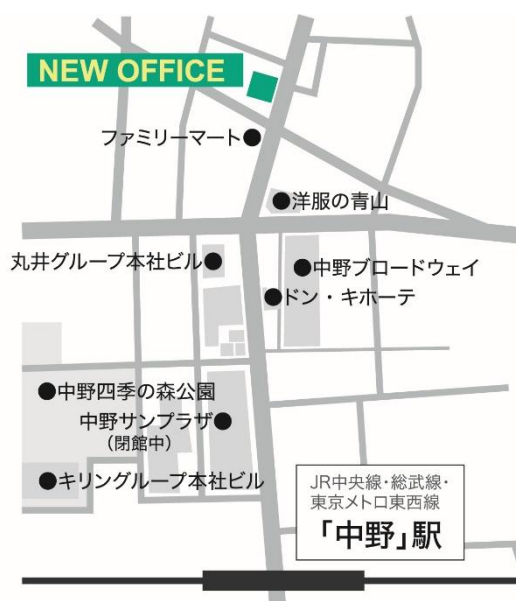 NEW OFFICE
ファミリーマート
洋服の青山
丸井グループ本社ビル
中野ブロードウェイ
ドン・キホーテ
中野四季の森公園
中野サンプラザ
(閉館中)
キリングループ本社ビル
JR中央線・総武線・
東京メトロ東西線
「中野」駅